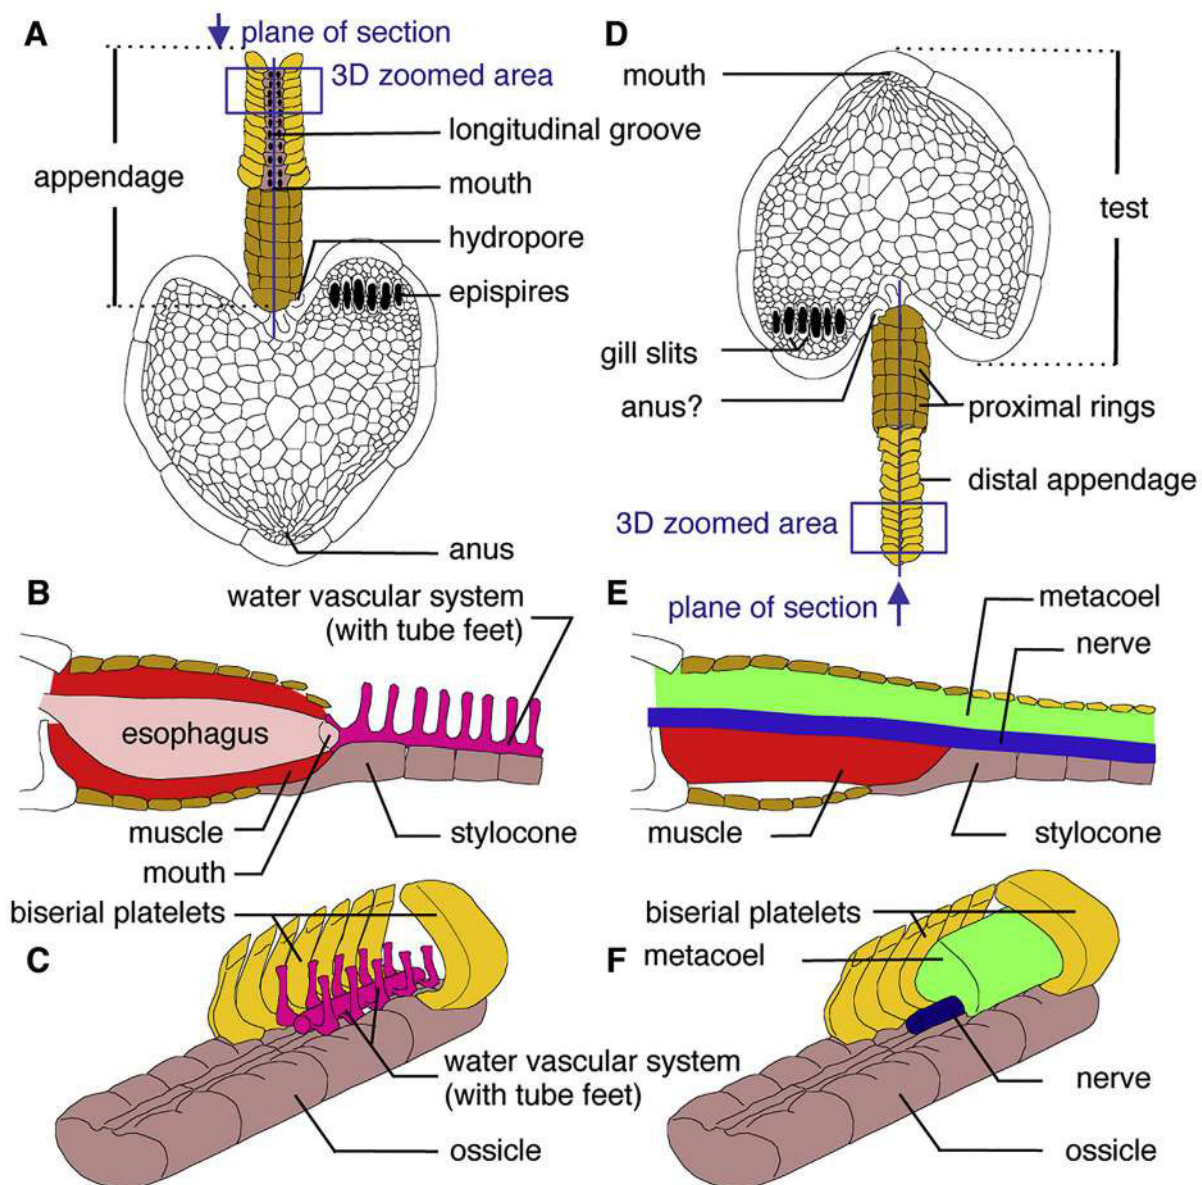 A
plane of section
3D zoomed area
longitudinal groove
appendage
mouth
hydropore
epispires
anus
D
mouth
test
gill slits
anus?
proximal rings
distal appendage
3D zoomed area
plane of section
B
water vascular system
(with tube feet)
esophagus
muscle
stylocone
mouth
E
metacoel
nerve
muscle
stylocone
biserial platelets
C
water vascular system
(with tube feet)
ossicle
biserial platelets
F
metacoel
nerve
ossicle